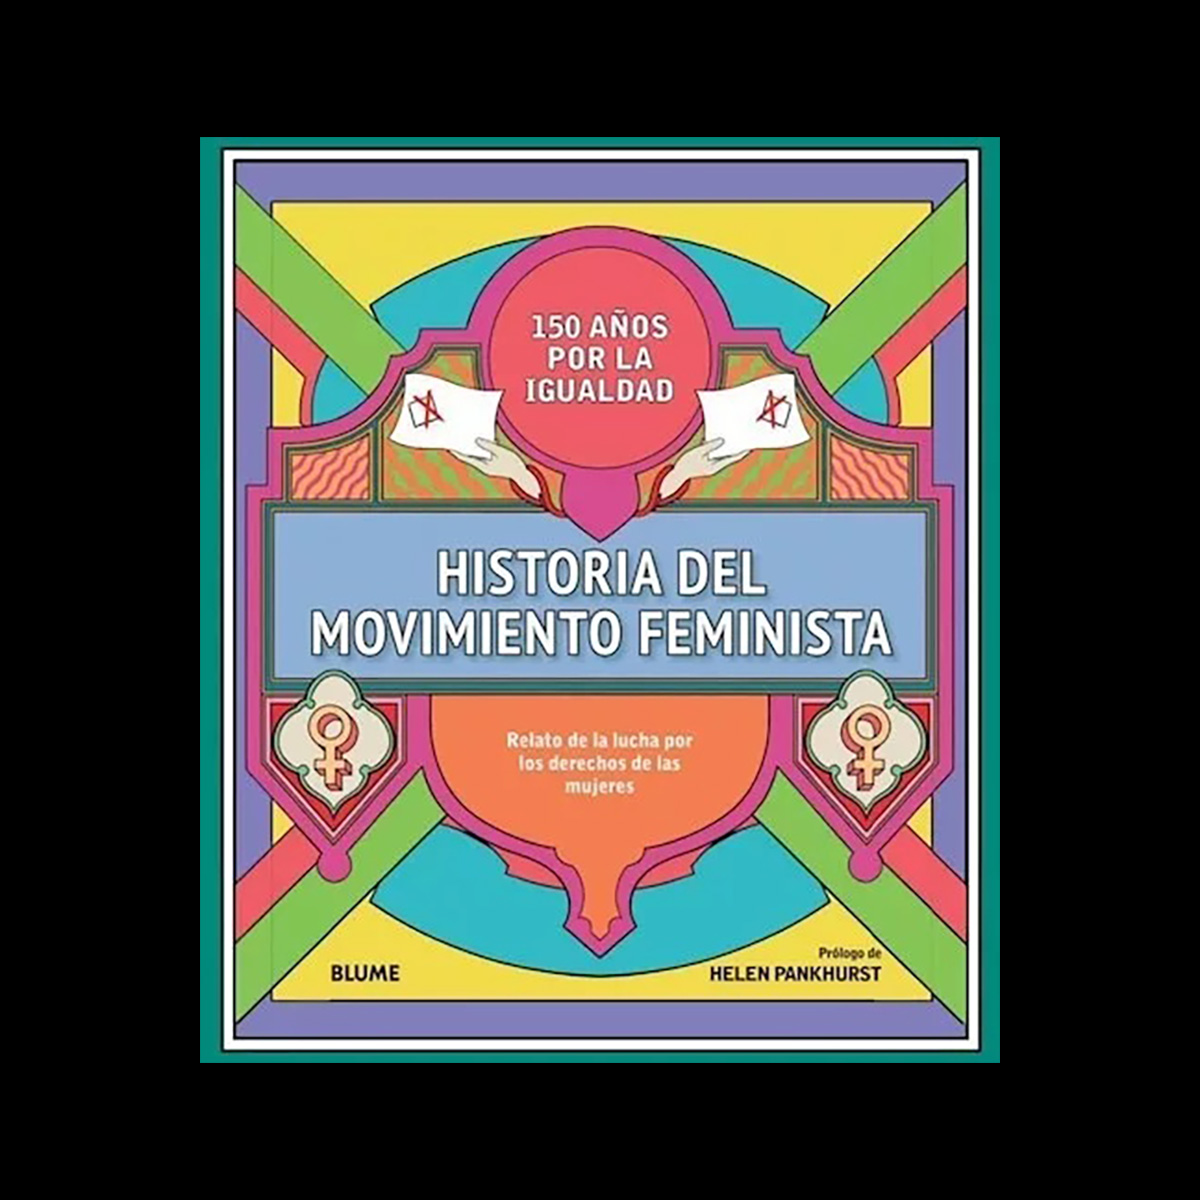 150 AÑOS
POR LA
IGUALDAD
HISTORIA DEL
MOVIMIENTO FEMINISTA
Relato de la lucha por
los derechos de las
mujeres
BLUME
Prólogo de
HELEN PANKHURST